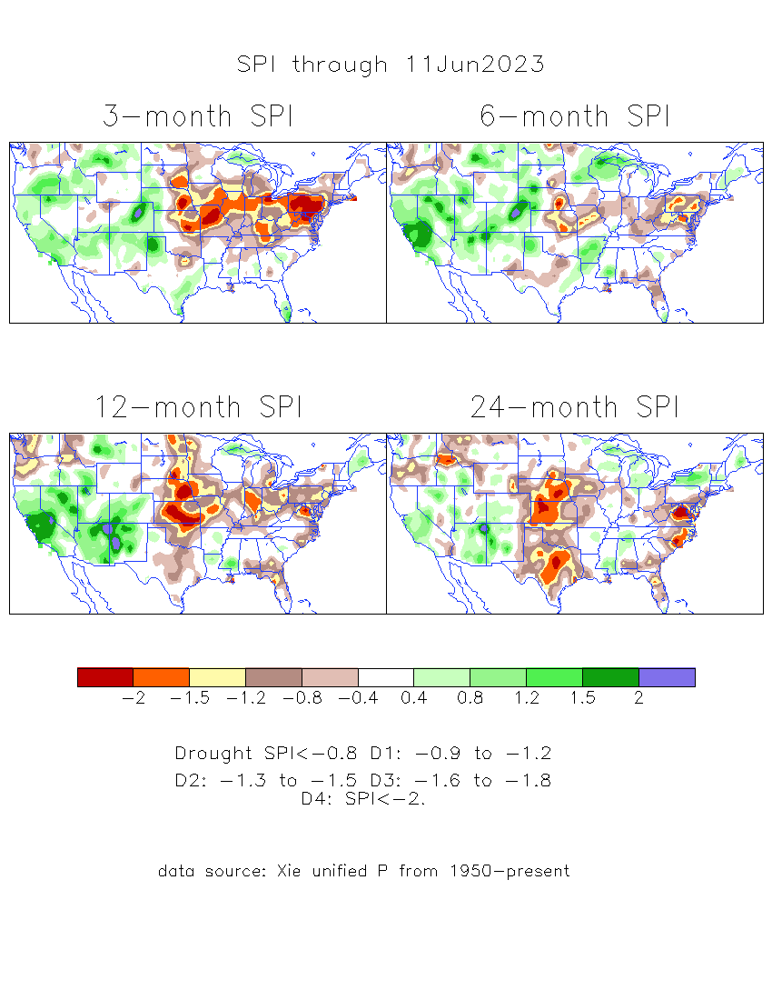 SPI through 11Jun2023
3-month SPI 6-month SPI
12-month SPI 24-month SPI
-2 -1.5 -1.2 -0.8 -0.4 0.4 0.8 1.2 1.5 2
Drought SPI<-0.8 D1: -0.9 to -1.2
D2: -1.3 to -1.5 D3: -1.6 to -1.8
D4: SPI<-2.
data source: Xie unified P from 1950-present